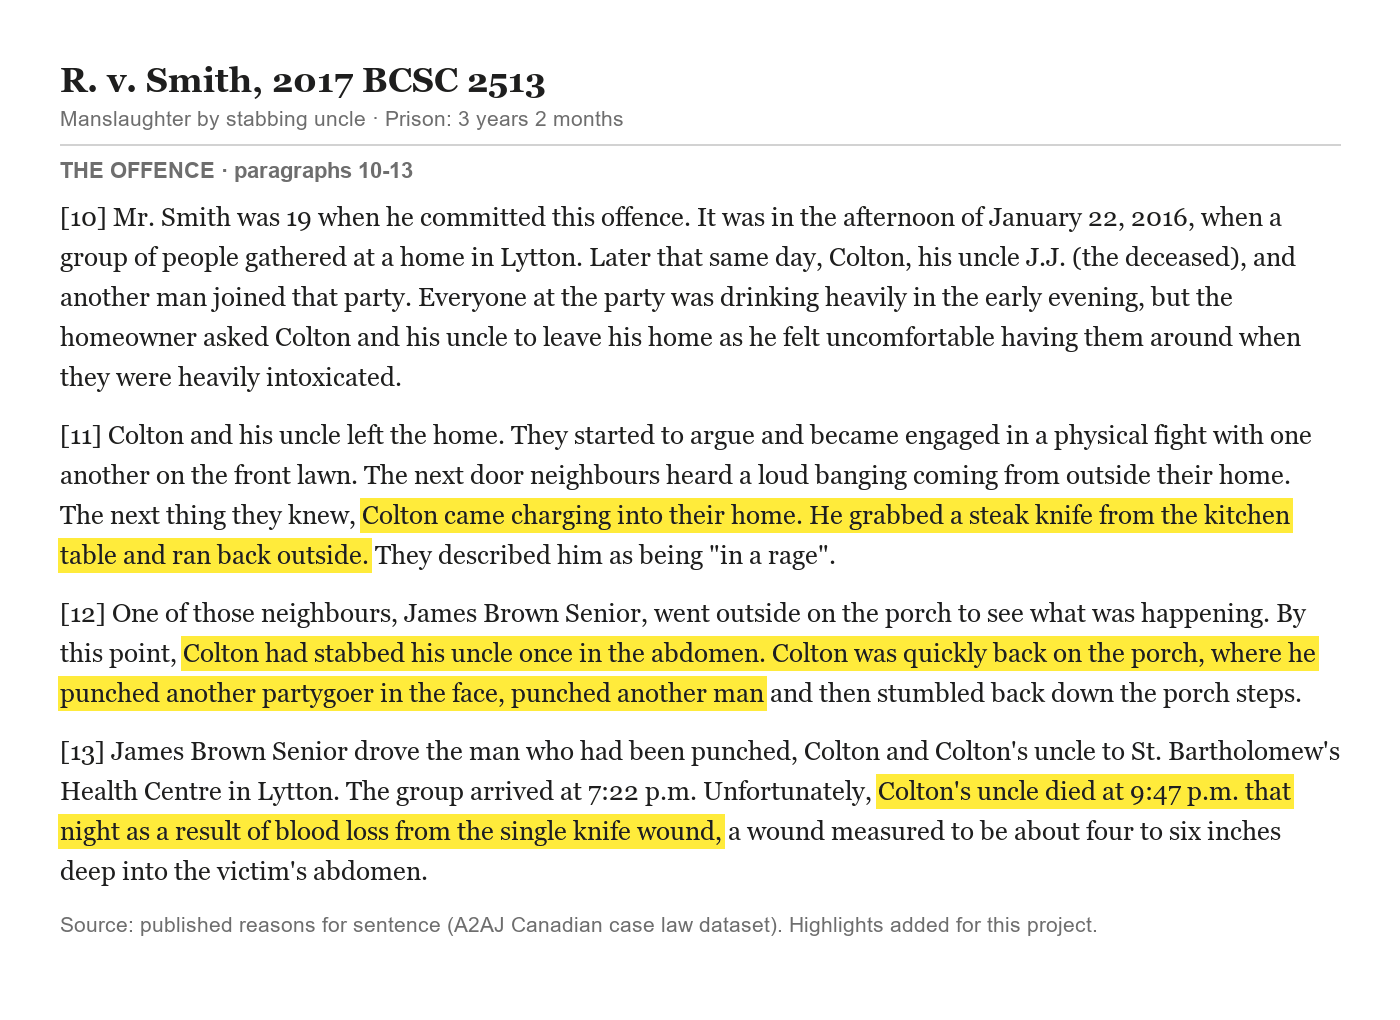 R. v. Smith, 2017 BCSC 2513
Manslaughter by stabbing uncle · Prison: 3 years 2 months
THE OFFENCE · paragraphs 10-13
[10] Mr. Smith was 19 when he committed this offence. It was in the afternoon of January 22, 2016, when a
group of people gathered at a home in Lytton. Later that same day, Colton, his uncle J.J. (the deceased), and
another man joined that party. Everyone at the party was drinking heavily in the early evening, but the
homeowner asked Colton and his uncle to leave his home as he felt uncomfortable having them around when
they were heavily intoxicated.
[11] Colton and his uncle left the home. They started to argue and became engaged in a physical fight with one
another on the front lawn. The next door neighbours heard a loud banging coming from outside their home.
The next thing they knew, Colton came charging into their home. He grabbed a steak knife from the kitchen
table and ran back outside. They described him as being "in a rage".
[12] One of those neighbours, James Brown Senior, went outside on the porch to see what was happening. By
this point, Colton had stabbed his uncle once in the abdomen. Colton was quickly back on the porch, where he
punched another partygoer in the face, punched another man and then stumbled back down the porch steps.
[13] James Brown Senior drove the man who had been punched, Colton and Colton's uncle to St. Bartholomew's
Health Centre in Lytton. The group arrived at 7:22 p.m. Unfortunately, Colton's uncle died at 9:47 p.m. that
night as a result of blood loss from the single knife wound, a wound measured to be about four to six inches
deep into the victim's abdomen.
Source: published reasons for sentence (A2AJ Canadian case law dataset). Highlights added for this project.